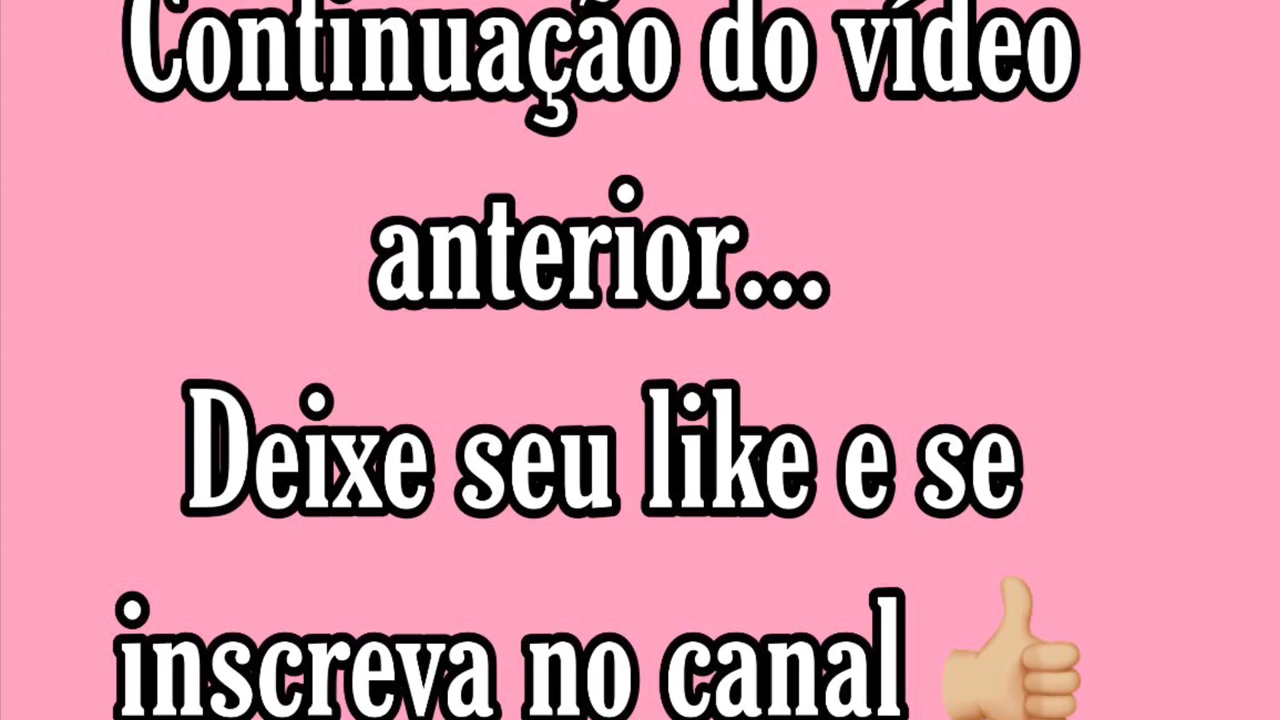 Continuação do vídeo
anterior...
Deixe seu like e se
inscreva no canal 👍🏼